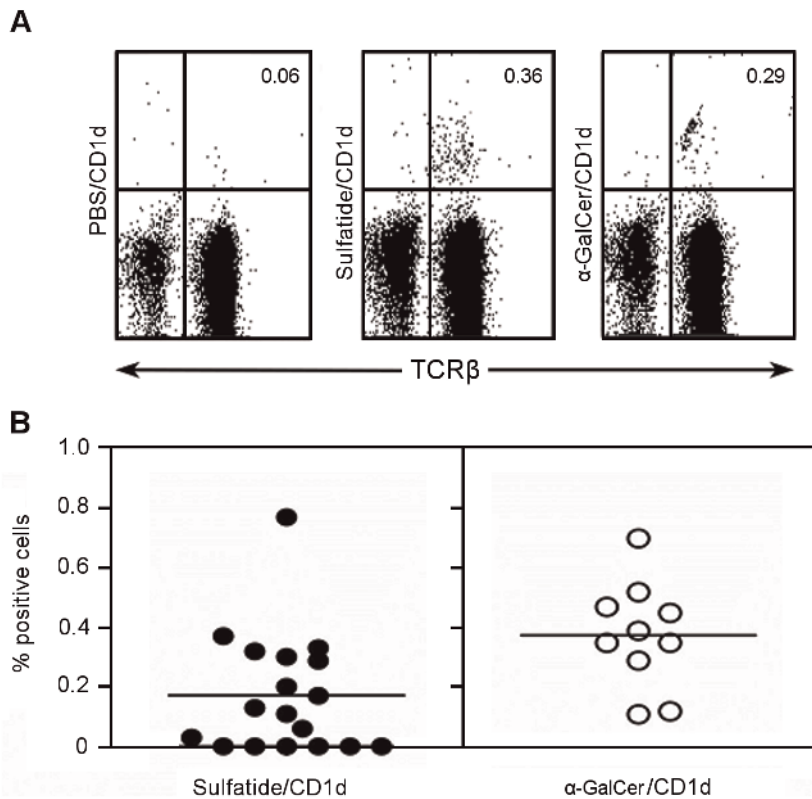 A
0.06
0.36
0.29
PBS/CD1d
Sulfatide/CD1d
α-GalCer/CD1d
TCRβ
B
1.0
0.8
0.6
0.4
0.2
0
% positive cells
Sulfatide/CD1d
α-GalCer/CD1d